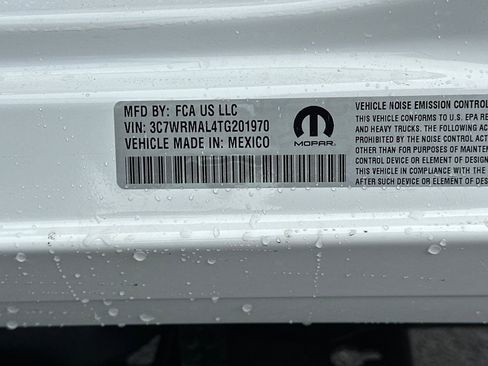 MFD BY: FCA US LLC
VIN: 3C7WRMAL4TG201970
VEHICLE MADE IN: MEXICO
MOPAR
VEHICLE NOISE EMISSION CONTROL
THIS VEHICLE CONFORMS TO U.S. EPA RE
AND HEAVY TRUCKS. THE FOLLOWING AC
PROHIBITED BY THE NOISE CONTROL AC
OTHER THAN FOR PURPOSES OF MAINTEN
CONTROL DEVICE OR ELEMENT OF DESIGN
THIS VEHICLE IN COMPLIANCE WITH THE
AFTER SUCH DEVICE OR ELEMENT OF DES